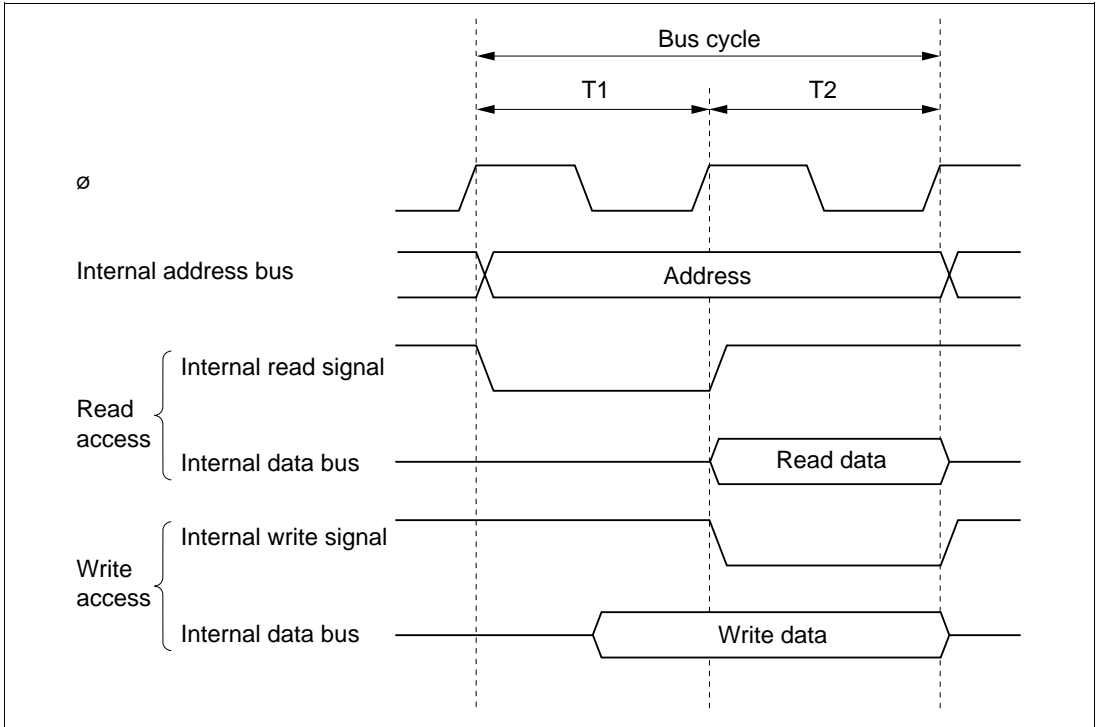 Bus cycle
T1
T2
ø
Internal address bus
Address
Internal read signal
Read
access
Internal data bus
Read data
Internal write signal
Write
access
Internal data bus
Write data